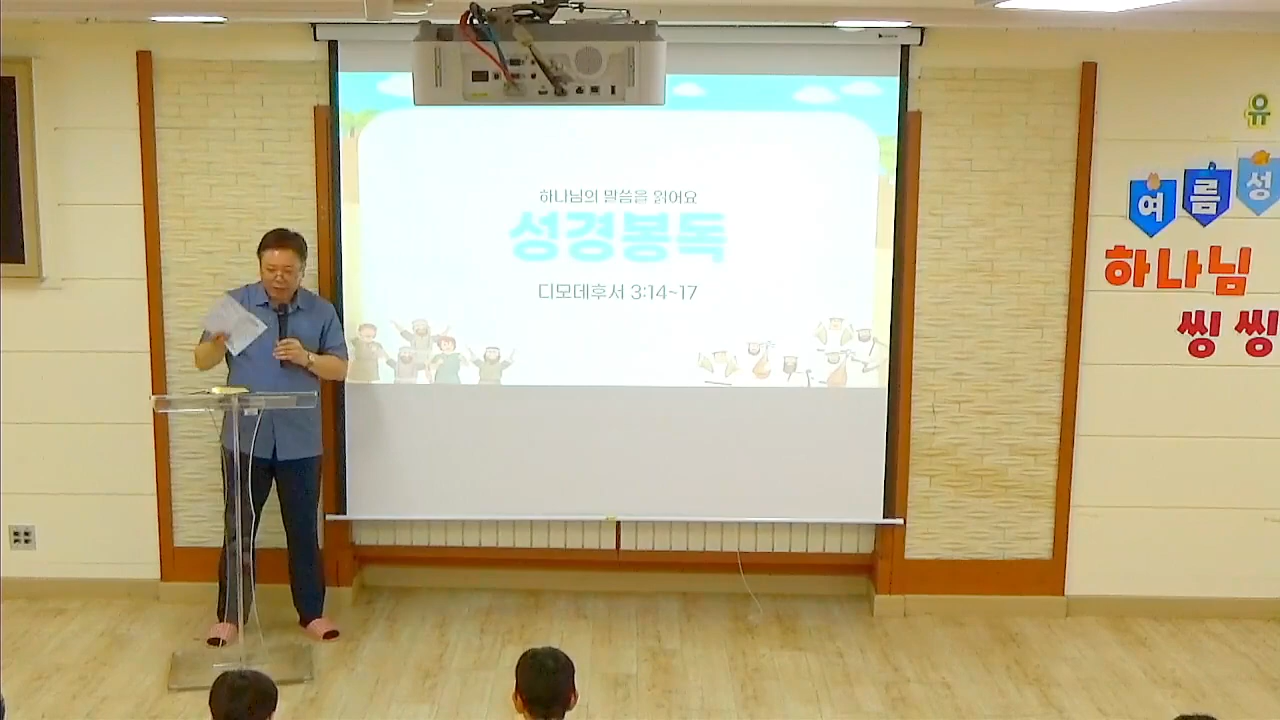 하나님의 말씀을 읽어요
성경봉독
디모데후서 3:14~17
유
여름성
하나님
씽씽